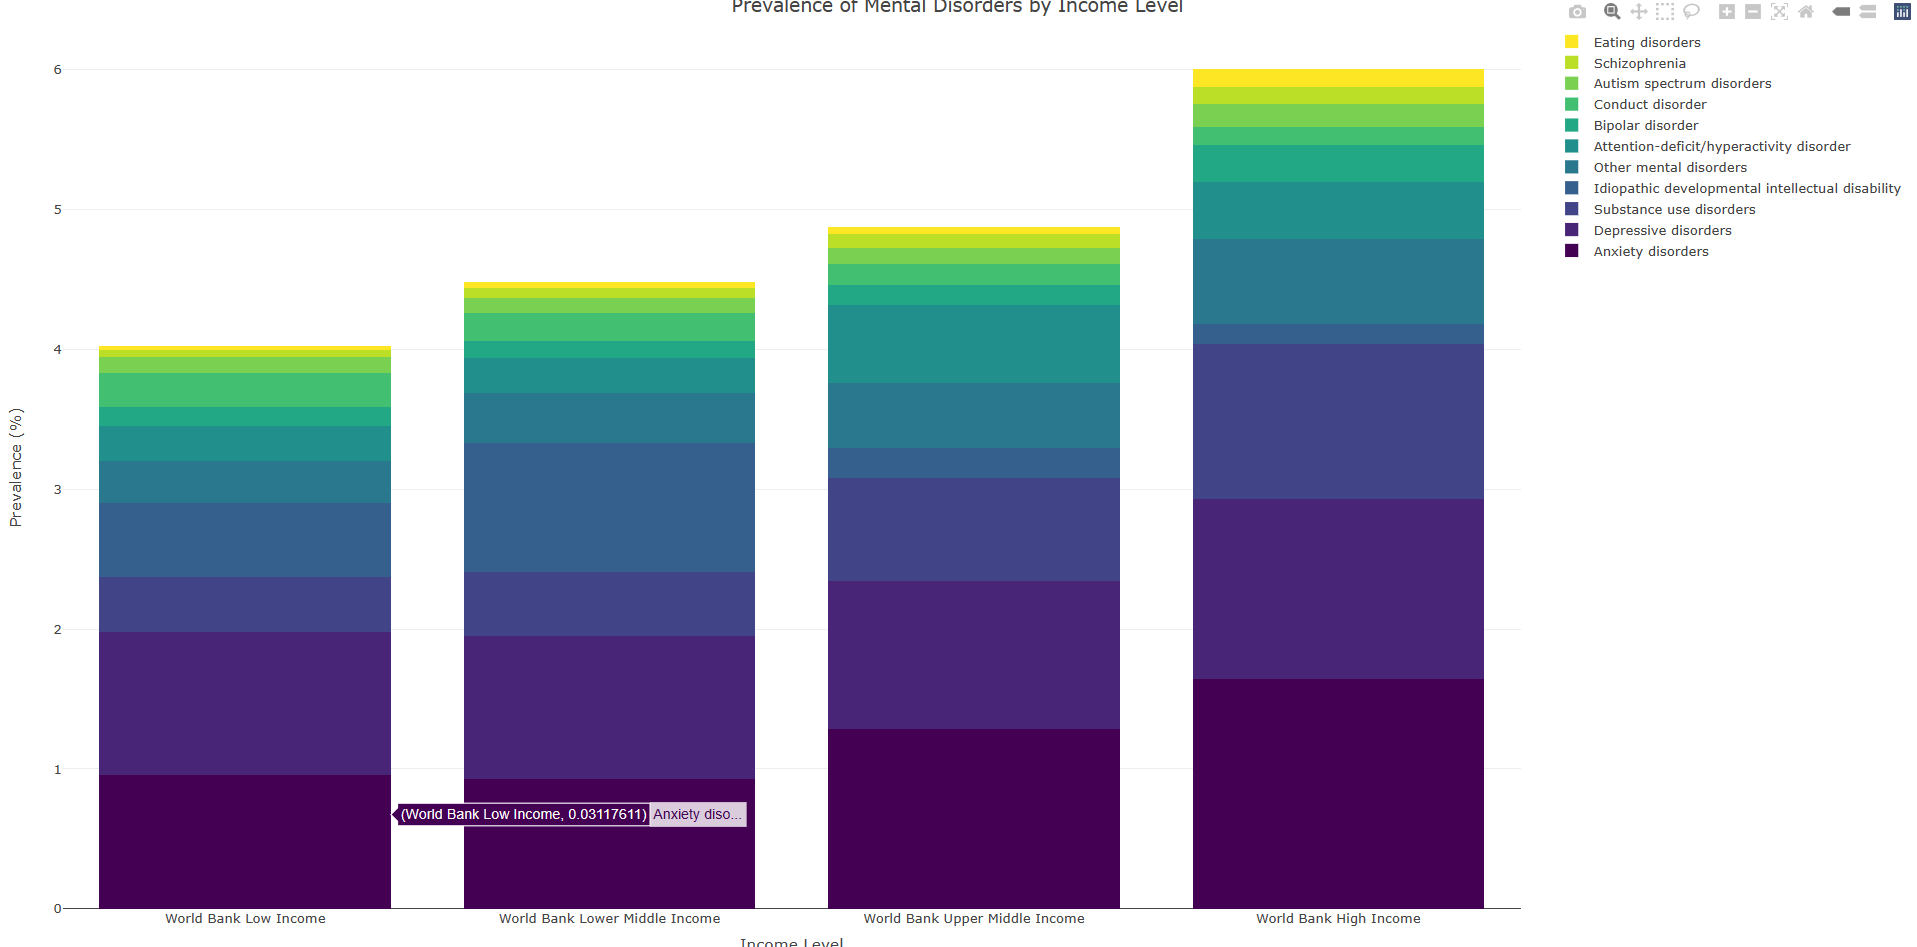 Prevalence of Mental Disorders by Income Level
Eating disorders
Schizophrenia
Autism spectrum disorders
Conduct disorder
Bipolar disorder
Attention-deficit/hyperactivity disorder
Other mental disorders
Idiopathic developmental intellectual disability
Substance use disorders
Depressive disorders
Anxiety disorders
Prevalence (%)
6
5
4
3
2
1
0
(World Bank Low Income, 0.03117611) Anxiety diso...
World Bank Low Income World Bank Lower Middle Income World Bank Upper Middle Income World Bank High Income
Income Level